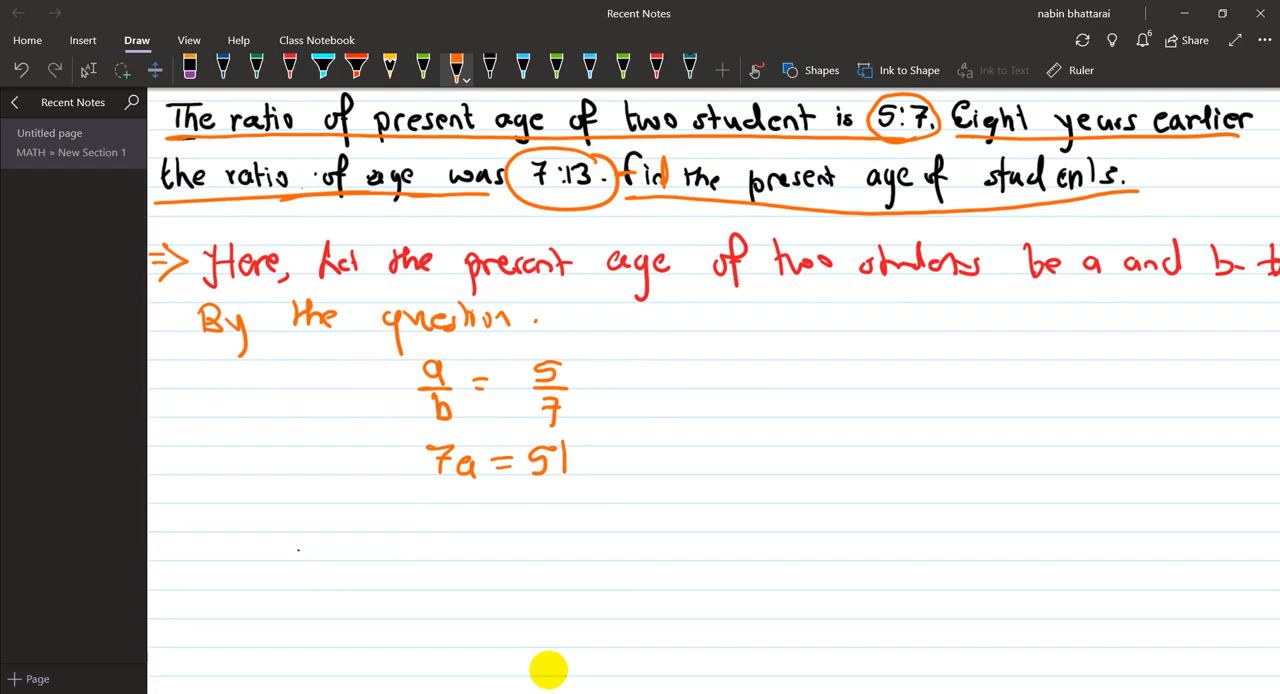 Recent Notes
nabin bhattarai
Home Insert Draw View Help Class Notebook
6 Share
Shapes Ink to Shape Ink to Text Ruler
Recent Notes
Untitled page
MATH » New Section 1
The ratio of present age of two student is 5:7. Eight years earlier
the ratio of age was 7:13. find the present age of students.
=> Here, Let the present age of two students be a and b
By the question.
a/b = 5/7
7a = 5
Page